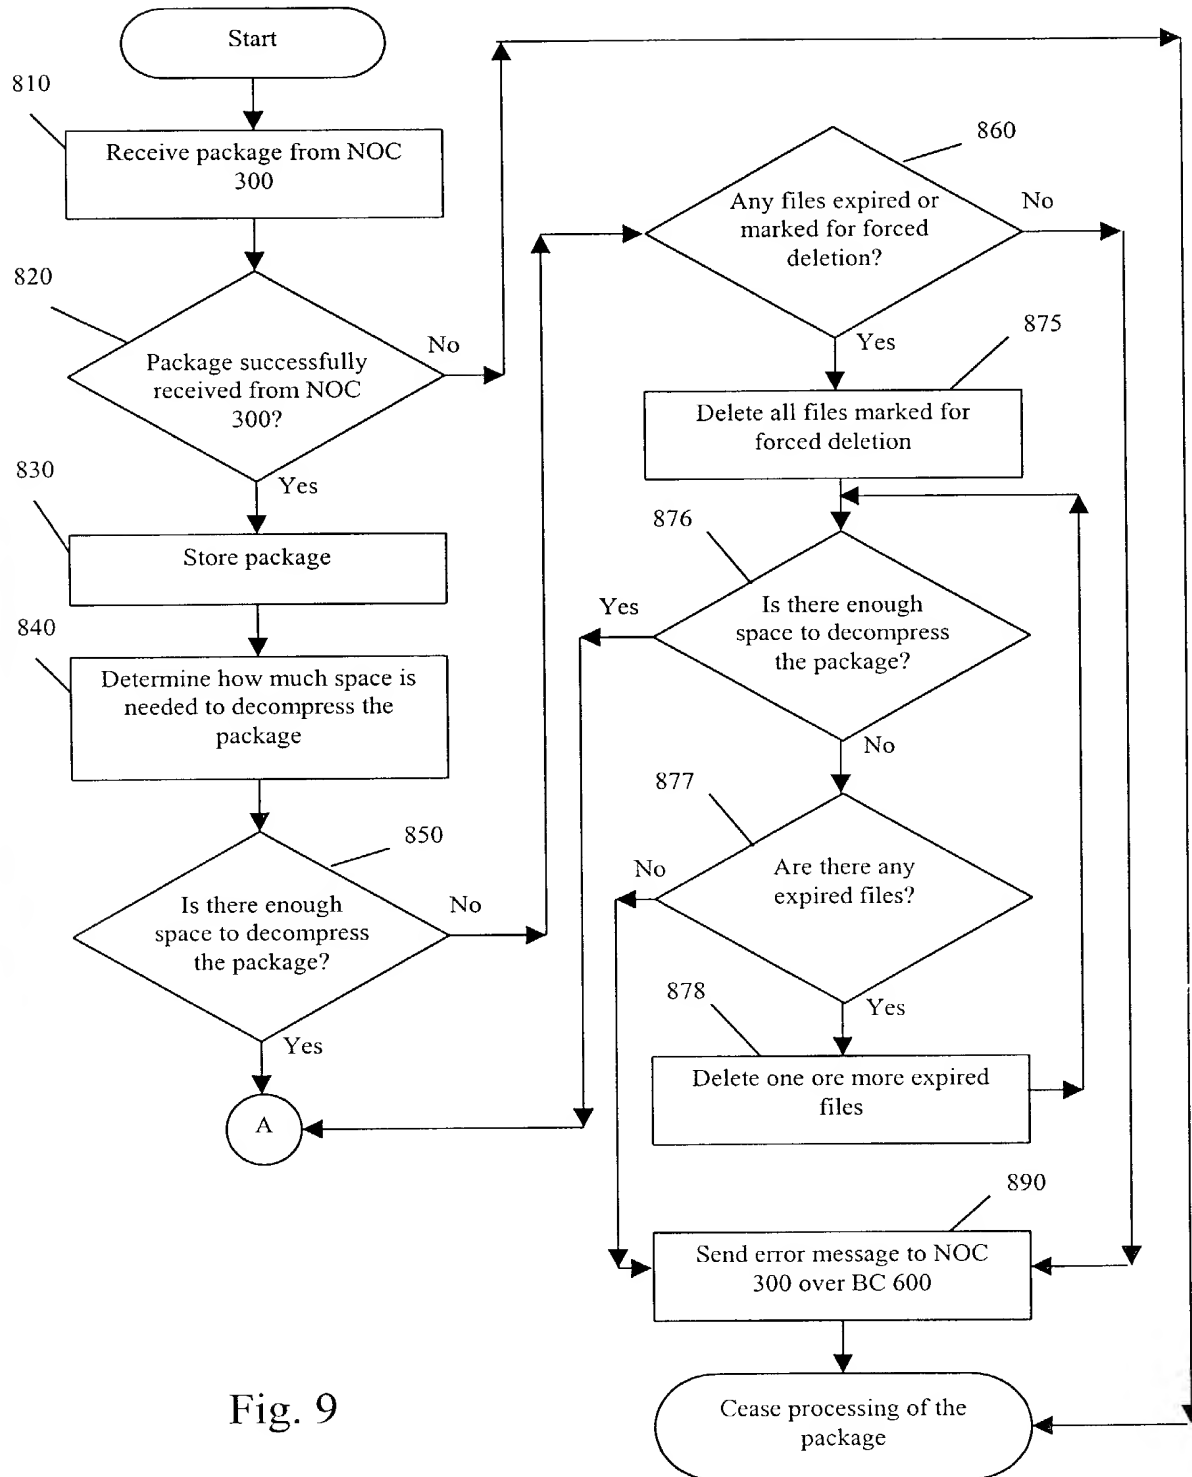 Start
810
Receive package from NOC
300
820
Package successfully
received from NOC
300?
No
Yes
830
Store package
840
Determine how much space is
needed to decompress the
package
850
Is there enough
space to decompress
the package?
No
Yes
A
860
Any files expired or
marked for forced
deletion?
No
Yes
875
Delete all files marked for
forced deletion
876
Is there enough
space to decompress
the package?
Yes
No
877
Are there any
expired files?
No
Yes
878
Delete one ore more expired
files
890
Send error message to NOC
300 over BC 600
Cease processing of the
package
Fig. 9